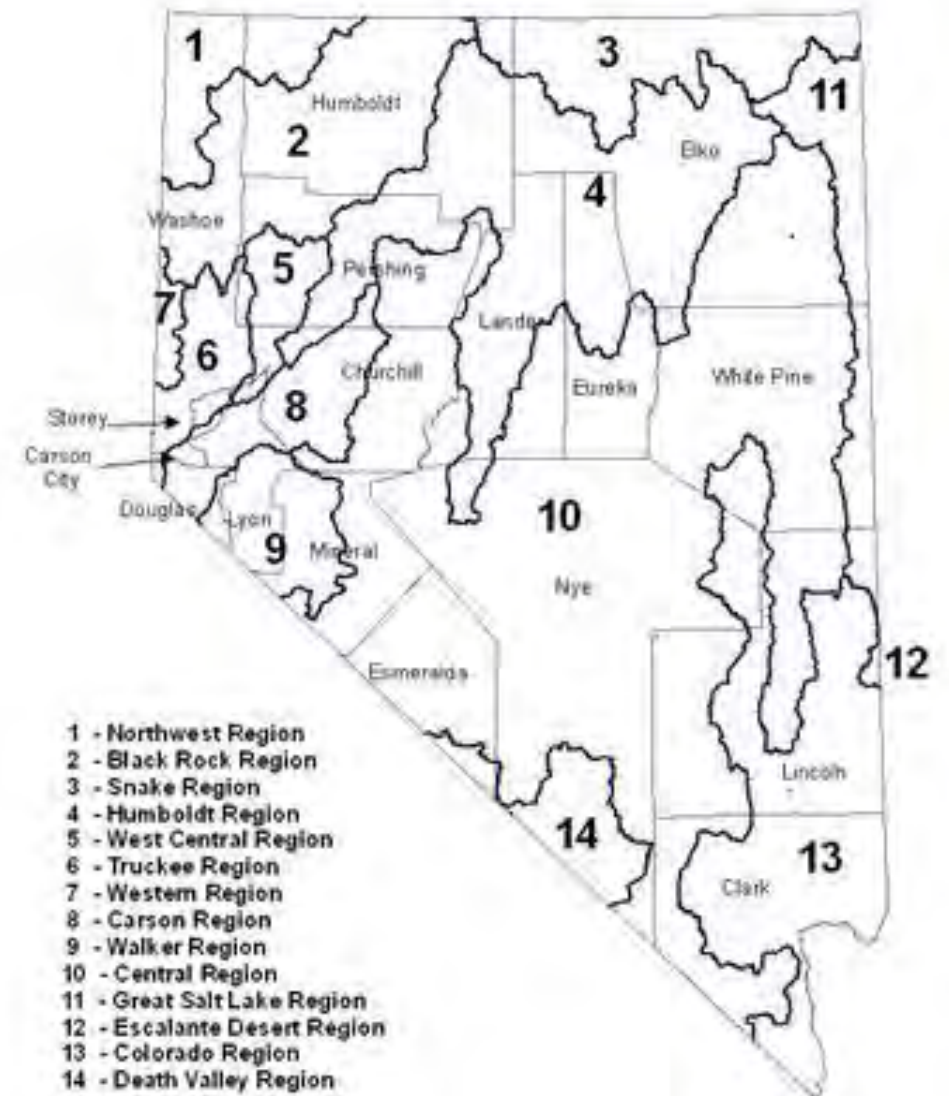 1
3
11
Humboldt
2
Elko
4
Washoe
5
Pershing
7
Lander
6
Churchill
White Pine
Eureka
8
Storey
Carson
City
Douglas
Lyon
10
9
Mineral
Nye
12
Esmeralda
1 - Northwest Region
2 - Black Rock Region
3 - Snake Region
4 - Humboldt Region
5 - West Central Region
6 - Truckee Region
7 - Western Region
8 - Carson Region
9 - Walker Region
10 - Central Region
11 - Great Salt Lake Region
12 - Escalante Desert Region
13 - Colorado Region
14 - Death Valley Region
Lincoln
14
13
Clark